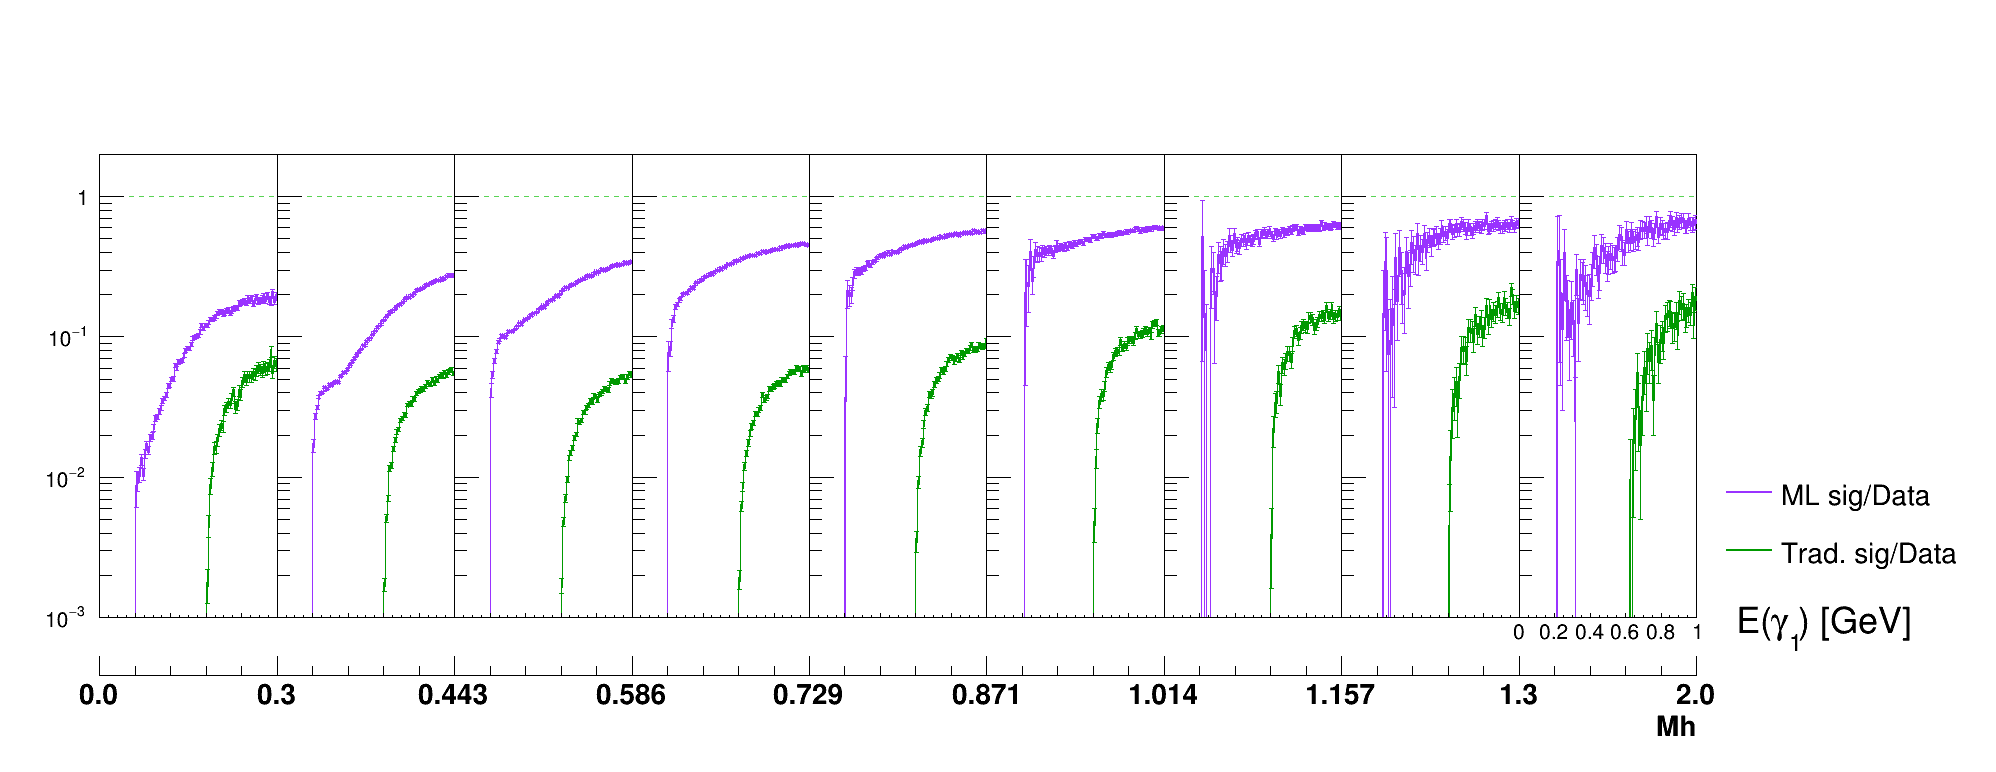 1
10⁻¹
10⁻²
10⁻³
ML sig/Data
Trad. sig/Data
0 0.2 0.4 0.6 0.8 1
E(γ₁) [GeV]
0.0 0.3 0.443 0.586 0.729 0.871 1.014 1.157 1.3 2.0
Mh